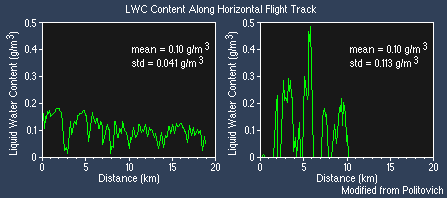 LWC Content Along Horizontal Flight Track
Liquid Water Content (g/m³)
0.5
0.4
0.3
0.2
0.1
0
mean = 0.10 g/m³
std = 0.041 g/m³
0 5 10 15 20
Distance (km)
Liquid Water Content (g/m³)
0.5
0.4
0.3
0.2
0.1
0
mean = 0.10 g/m³
std = 0.113 g/m³
0 5 10 15 20
Distance (km)
Modified from Politovich